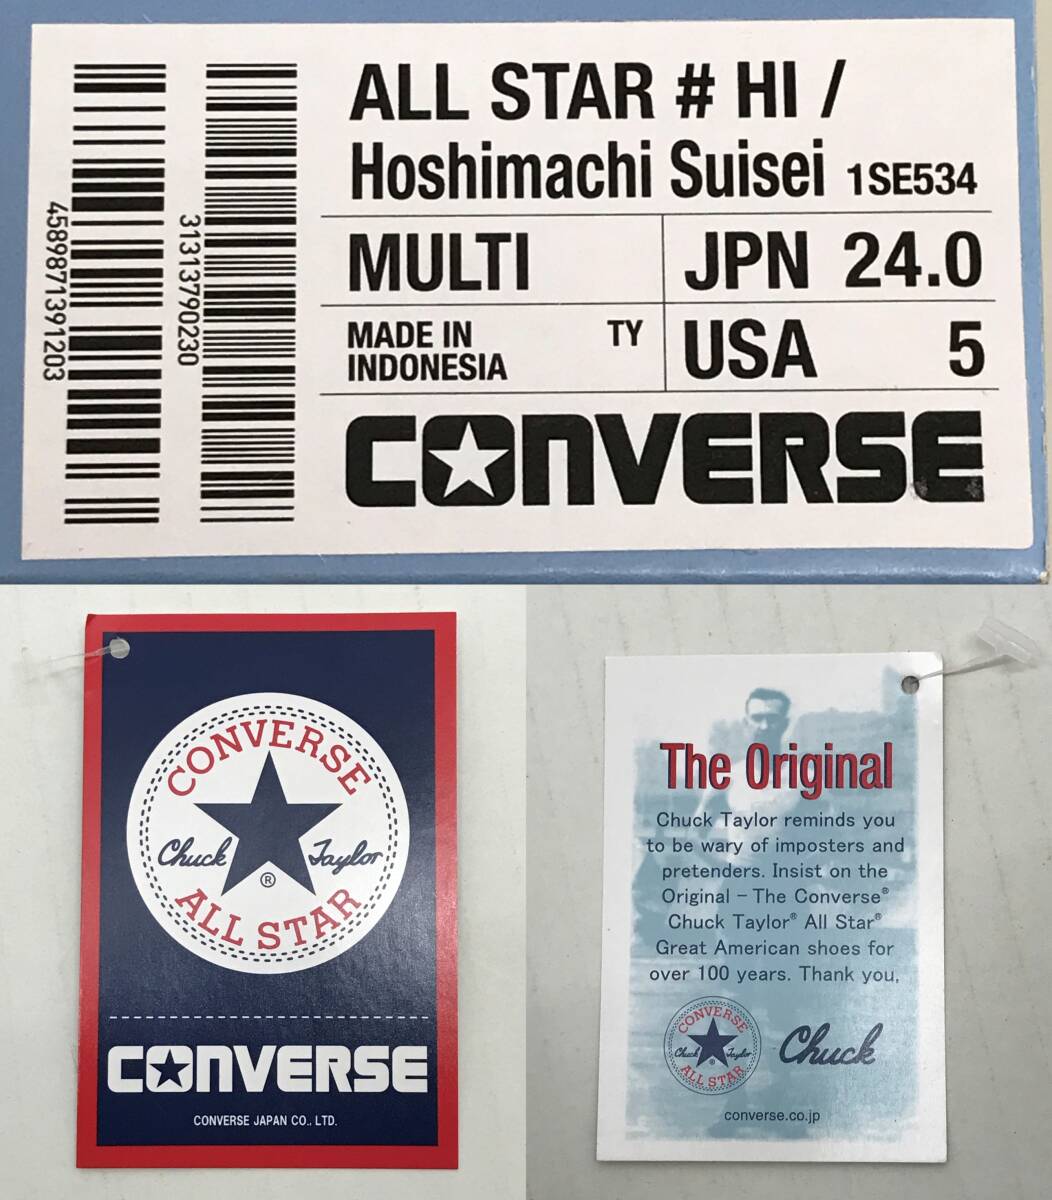 ALL STAR # HI /
Hoshimachi Suisei 1SE534
MULTI
JPN 24.0
MADE IN
INDONESIA
TY
USA 5
CONVERSE
4589871391203
31313790230
CONVERSE
Chuck Taylor
®
ALL STAR
CONVERSE
CONVERSE JAPAN CO., LTD.
The Original
Chuck Taylor reminds you
to be wary of imposters and
pretenders. Insist on the
Original – The Converse®
Chuck Taylor® All Star®
Great American shoes for
over 100 years. Thank you,
CONVERSE
Chuck Taylor
®
ALL STAR
Chuck
converse.co.jp